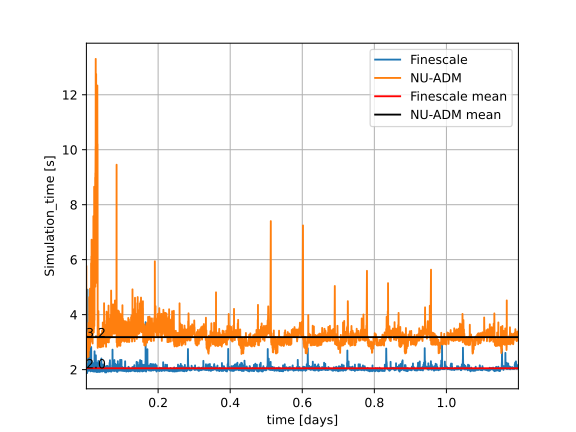 Finescale
NU-ADM
Finescale mean
NU-ADM mean
12
10
8
6
4
2
3.2
2.0
Simulation_time [s]
0.2 0.4 0.6 0.8 1.0
time [days]